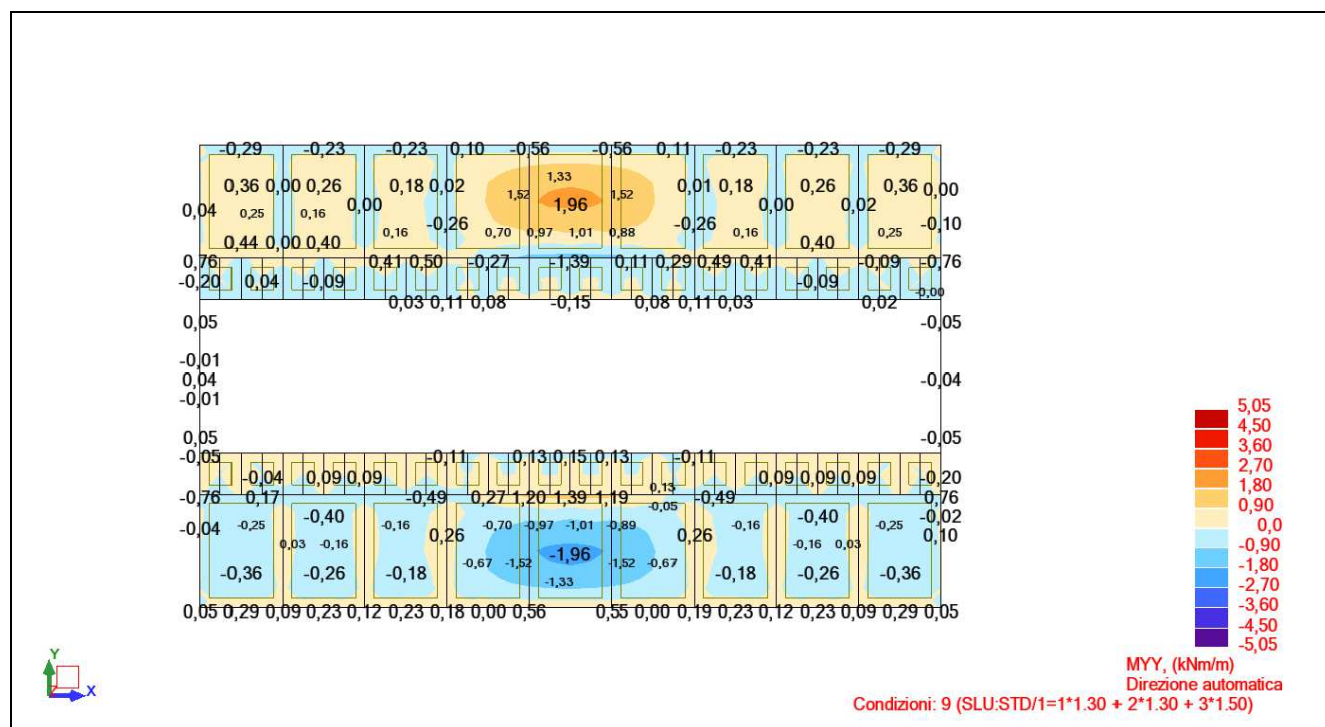 -0,29 -0,23 -0,23 0,10 -0,56 -0,56 0,11 -0,23 -0,23 -0,29
1,33
0,36 0,00 0,26 0,18 0,02 1,52 1,52 0,01 0,18 0,26 0,36 0,00
0,04 0,25 0,16 0,00 1,96 0,00 0,02
-0,26 -0,26 -0,10
0,16 0,70 0,97 1,01 0,88 0,16 0,25
0,44 0,00 0,40 0,40
0,76 0,41 0,50 -0,27 -1,39 0,11 0,29 0,49 0,41 -0,09 -0,76
-0,20 0,04 -0,09 -0,09
-0,00
0,03 0,11 0,08 -0,15 0,08 0,11 0,03 0,02
0,05 -0,05
-0,01
0,04 -0,04
-0,01
0,05 -0,05
-0,05 -0,11 0,13 0,15 0,13 -0,11
-0,04 0,09 0,09 0,09 0,09 0,09 -0,20
-0,76 0,17 -0,49 0,27 1,20 1,39 1,19 -0,49 0,76
-0,05
-0,04 -0,25 -0,40 -0,16 -0,70 -0,97 -1,01 -0,89 -0,16 -0,40 -0,25 -0,02
0,03 -0,16 0,26 0,26 -0,16 0,03 0,10
-0,67 -1,52 -1,96 -1,52 -0,67
-0,36 -0,26 -0,18 -1,33 -0,18 -0,26 -0,36
0,05 0,29 0,09 0,23 0,12 0,23 0,18 0,00 0,56 0,55 0,00 0,19 0,23 0,12 0,23 0,09 0,29 0,05
5,05
4,50
3,60
2,70
1,80
0,90
0,0
-0,90
-1,80
-2,70
-3,60
-4,50
-5,05
MYY, (kNm/m)
Direzione automatica
Condizioni: 9 (SLU:STD/1=1*1.30 + 2*1.30 + 3*1.50)
Y
Z
X